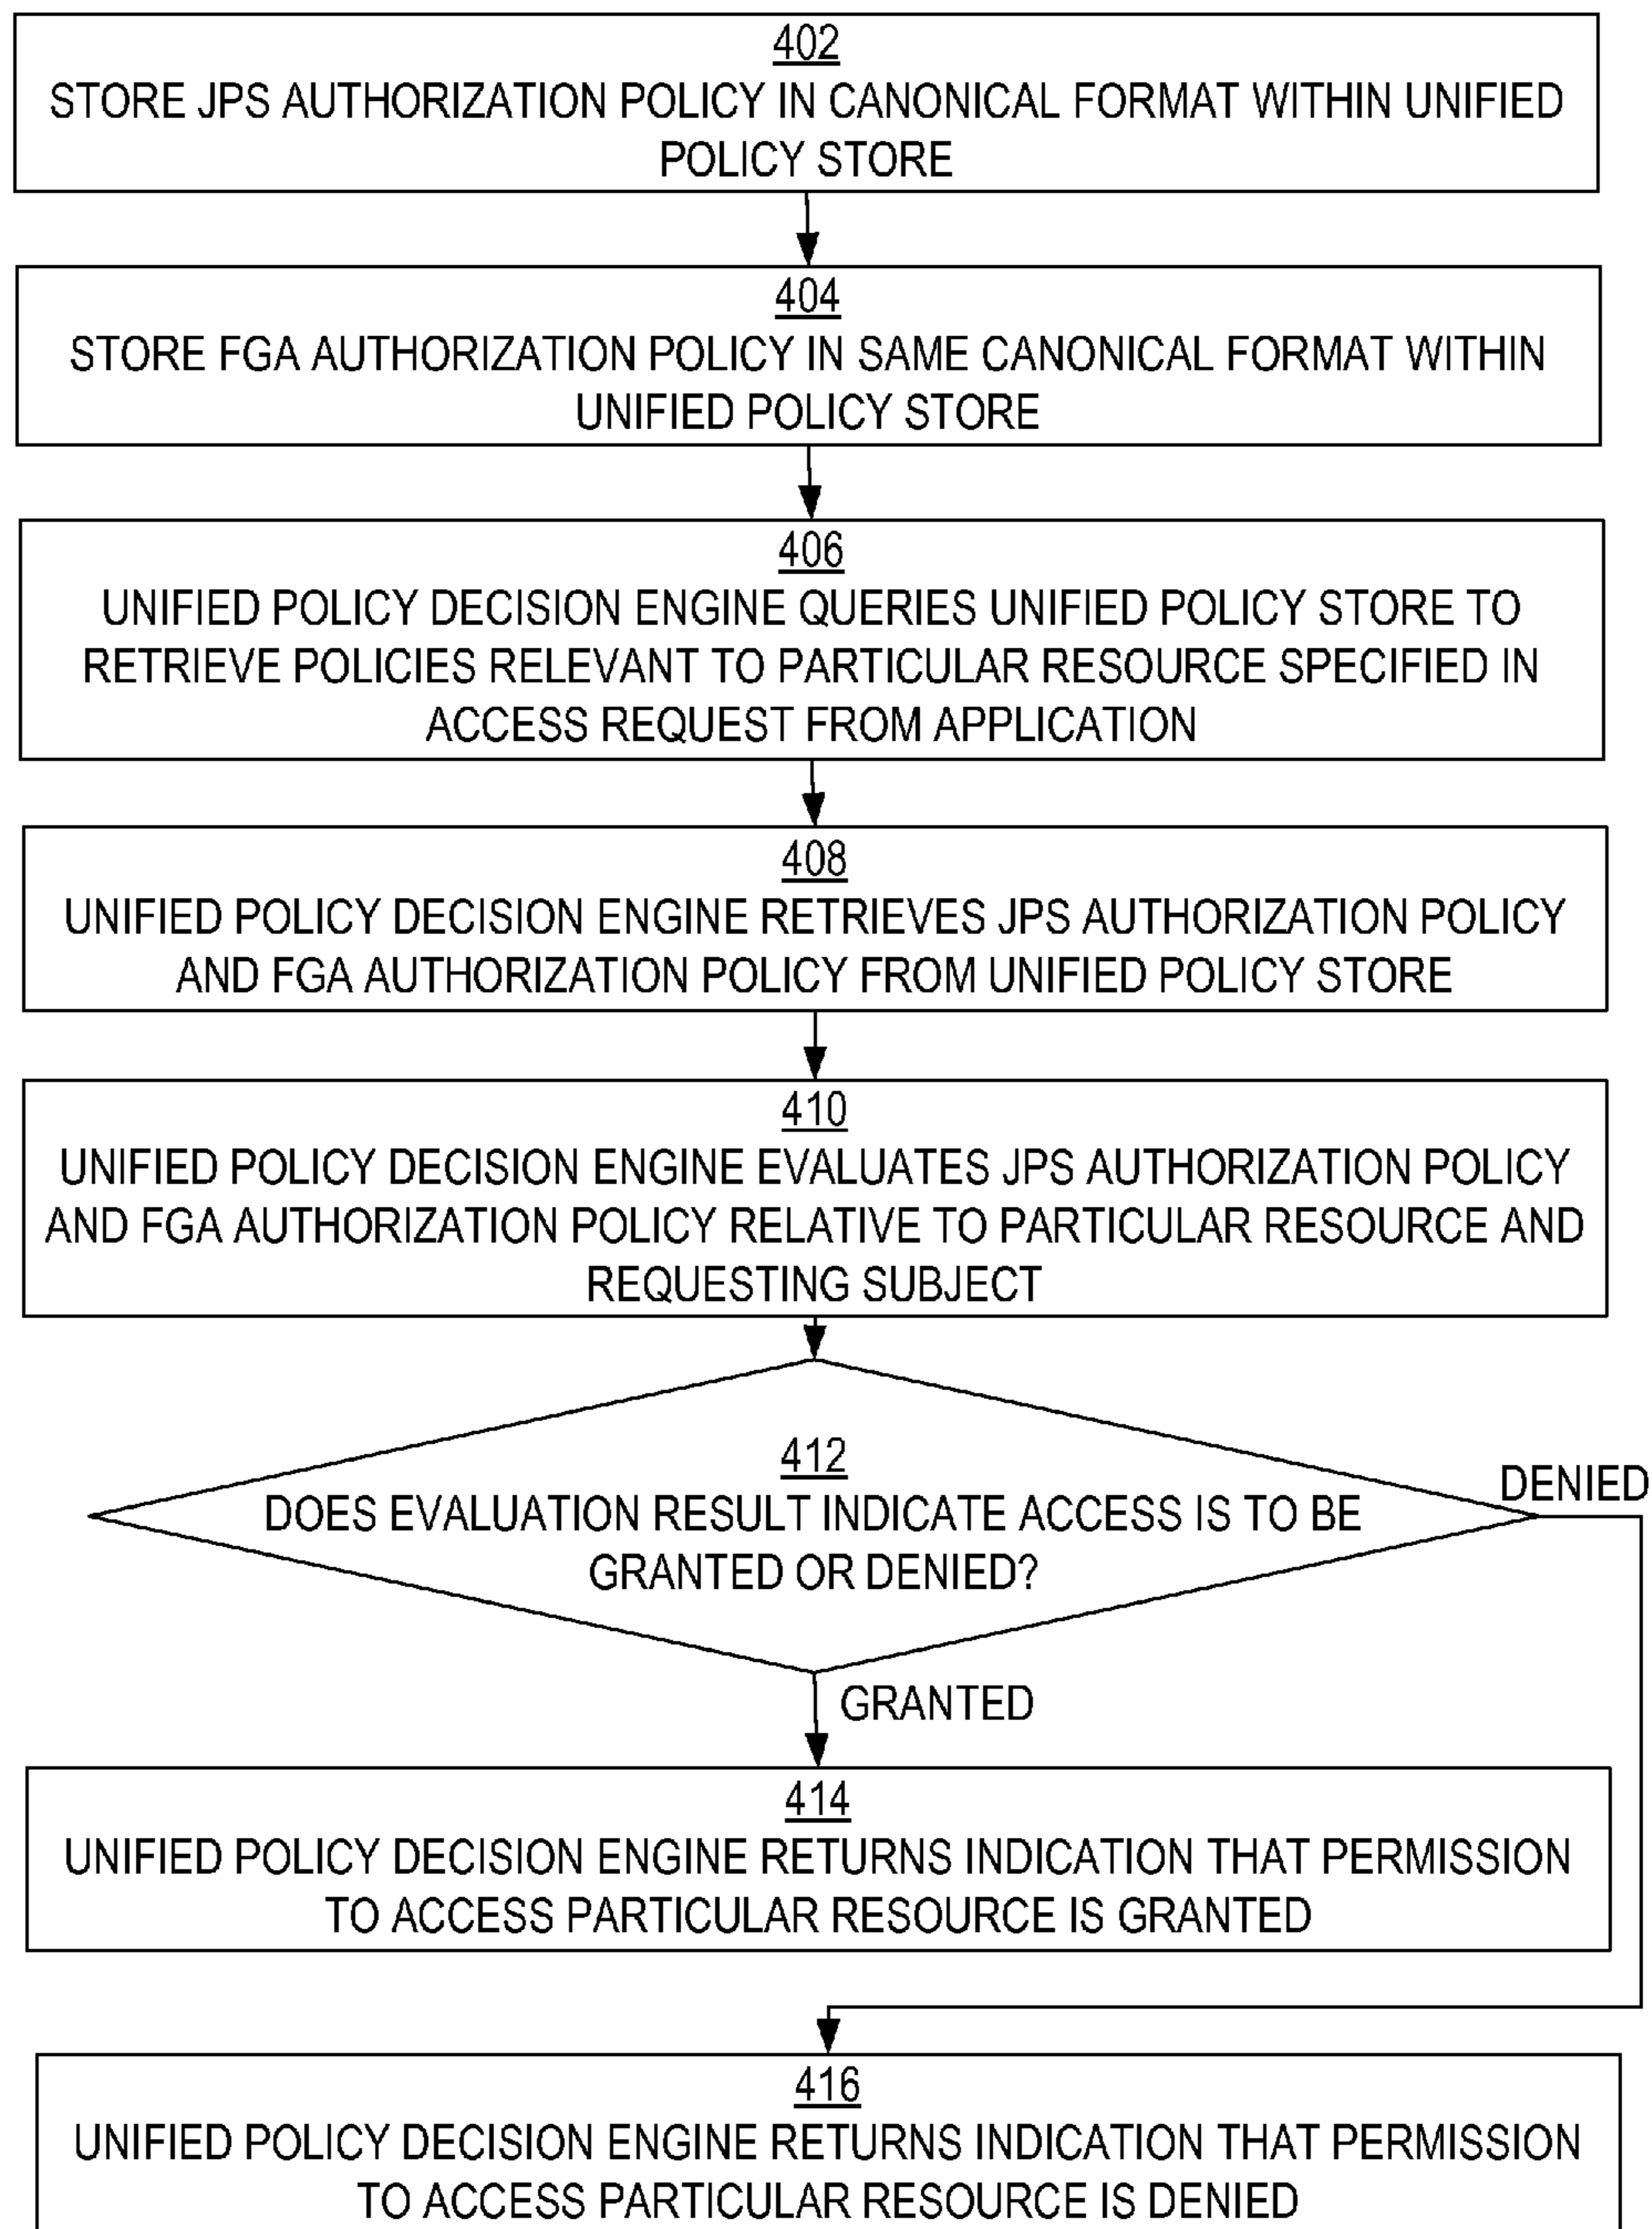 402
STORE JPS AUTHORIZATION POLICY IN CANONICAL FORMAT WITHIN UNIFIED
POLICY STORE
404
STORE FGA AUTHORIZATION POLICY IN SAME CANONICAL FORMAT WITHIN
UNIFIED POLICY STORE
406
UNIFIED POLICY DECISION ENGINE QUERIES UNIFIED POLICY STORE TO
RETRIEVE POLICIES RELEVANT TO PARTICULAR RESOURCE SPECIFIED IN
ACCESS REQUEST FROM APPLICATION
408
UNIFIED POLICY DECISION ENGINE RETRIEVES JPS AUTHORIZATION POLICY
AND FGA AUTHORIZATION POLICY FROM UNIFIED POLICY STORE
410
UNIFIED POLICY DECISION ENGINE EVALUATES JPS AUTHORIZATION POLICY
AND FGA AUTHORIZATION POLICY RELATIVE TO PARTICULAR RESOURCE AND
REQUESTING SUBJECT
412
DOES EVALUATION RESULT INDICATE ACCESS IS TO BE
GRANTED OR DENIED?
DENIED
GRANTED
414
UNIFIED POLICY DECISION ENGINE RETURNS INDICATION THAT PERMISSION
TO ACCESS PARTICULAR RESOURCE IS GRANTED
416
UNIFIED POLICY DECISION ENGINE RETURNS INDICATION THAT PERMISSION
TO ACCESS PARTICULAR RESOURCE IS DENIED